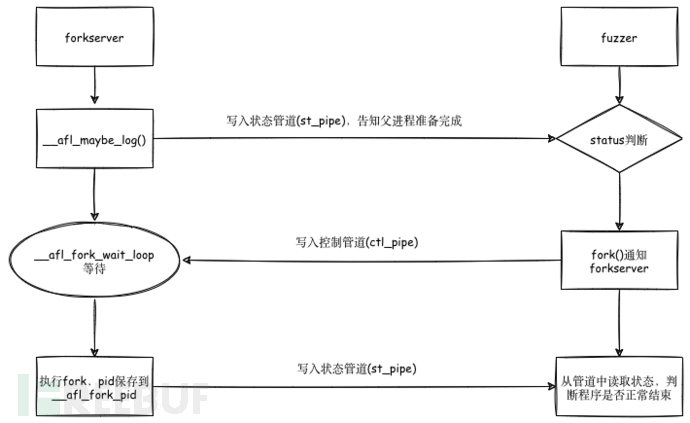 forkserver
fuzzer
__afl_maybe_log()
写入状态管道(st_pipe)，告知父进程准备完成
status判断
__afl_fork_wait_loop
等待
写入控制管道(ctl_pipe)
fork()通知
forkserver
执行fork，pid保存到
__afl_fork_pid
写入状态管道(st_pipe)
从管道中读取状态，判
断程序是否正常结束
FREEBUF